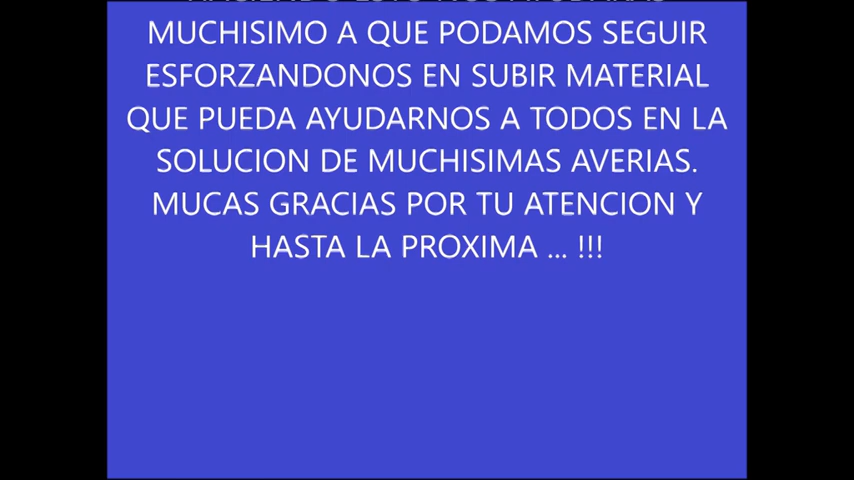 MUCHISIMO A QUE PODAMOS SEGUIR
ESFORZANDONOS EN SUBIR MATERIAL
QUE PUEDA AYUDARNOS A TODOS EN LA
SOLUCION DE MUCHISIMAS AVERIAS.
MUCAS GRACIAS POR TU ATENCION Y
HASTA LA PROXIMA ... !!!